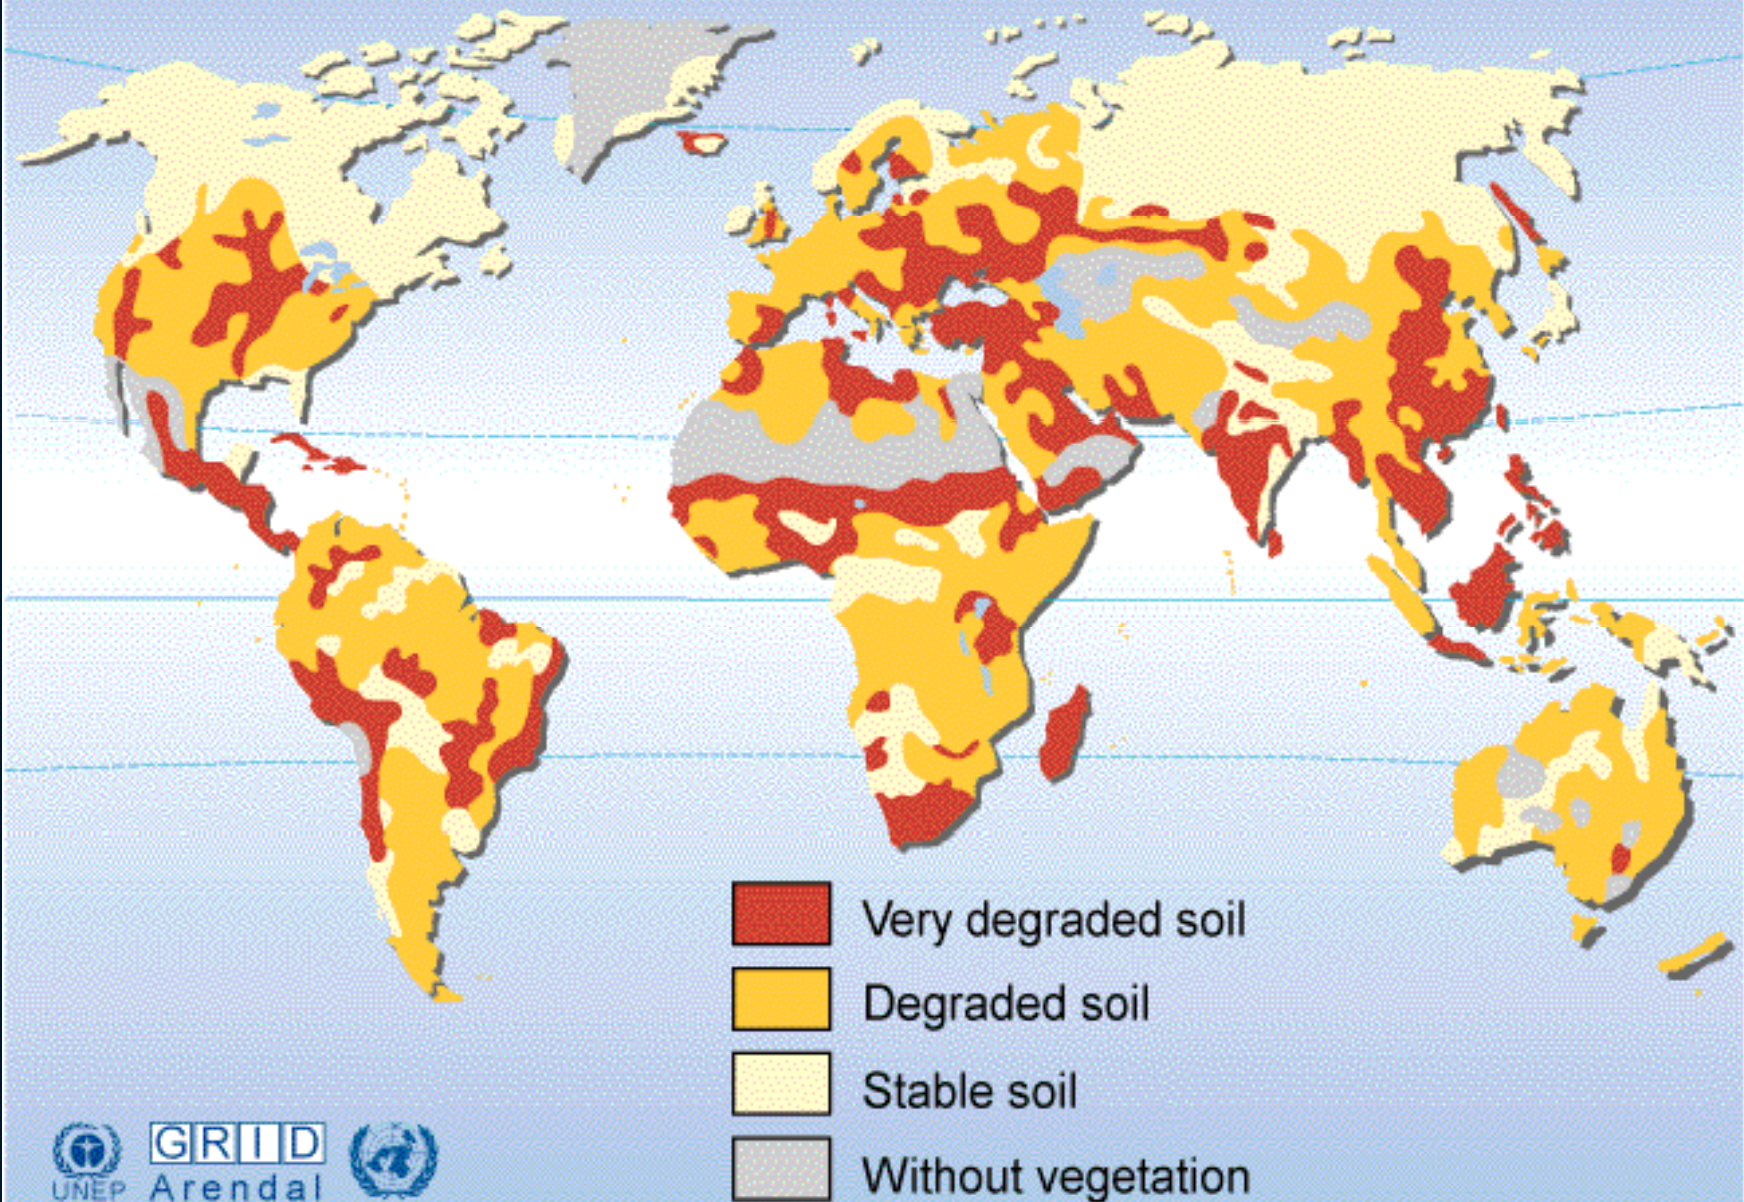 Very degraded soil
Degraded soil
Stable soil
Without vegetation
GRID
UNEP Arendal